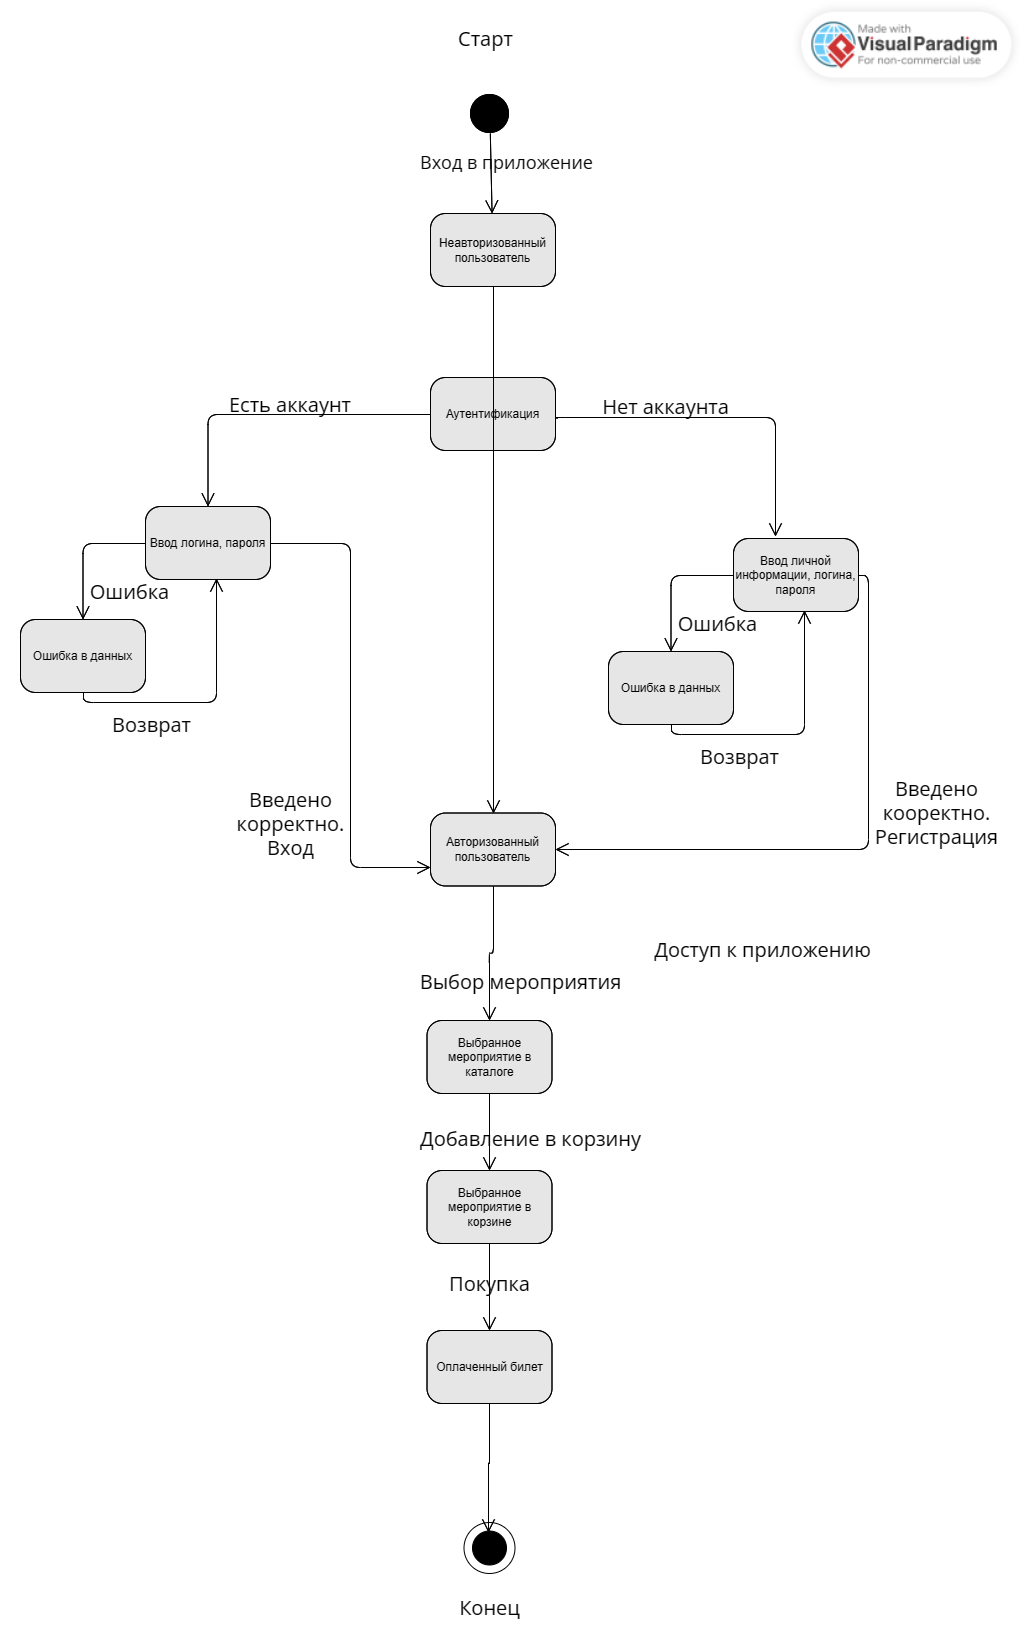 Старт
Made with
VisualParadigm
For non-commercial use
Вход в приложение
Неавторизованный
пользователь
Есть аккаунт
Аутентификация
Нет аккаунта
Ввод логина, пароля
Ошибка
Ошибка в данных
Возврат
Ввод личной
информации, логина,
пароля
Ошибка
Ошибка в данных
Возврат
Введено
корректно.
Вход
Авторизованный
пользователь
Введено
кооректно.
Регистрация
Доступ к приложению
Выбор мероприятия
Выбранное
мероприятие в
каталоге
Добавление в корзину
Выбранное
мероприятие в
корзине
Покупка
Оплаченный билет
Конец